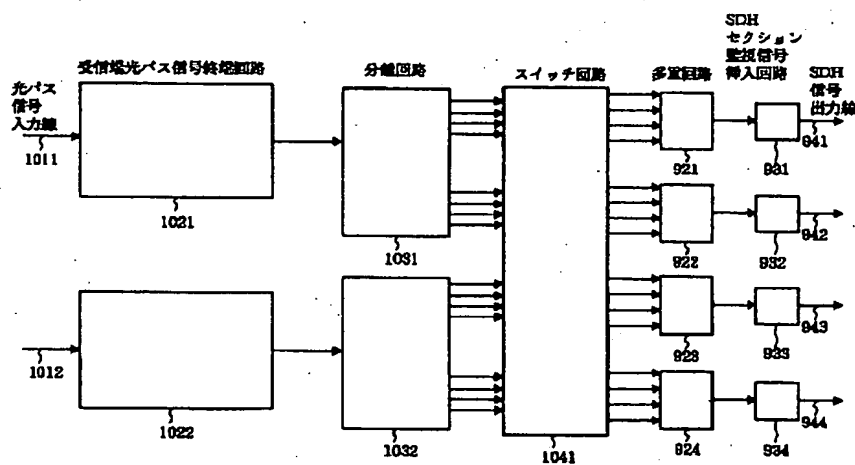 SDH
セクション
監視信号
挿入回路
受信端光パス信号終端回路
分離回路
スイッチ回路
多重回路
SDH
信号
出力線
光パス
信号
入力線
1011
1021
1031
921
931
941
922
932
942
1012
1022
1032
1041
923
933
943
924
934
944